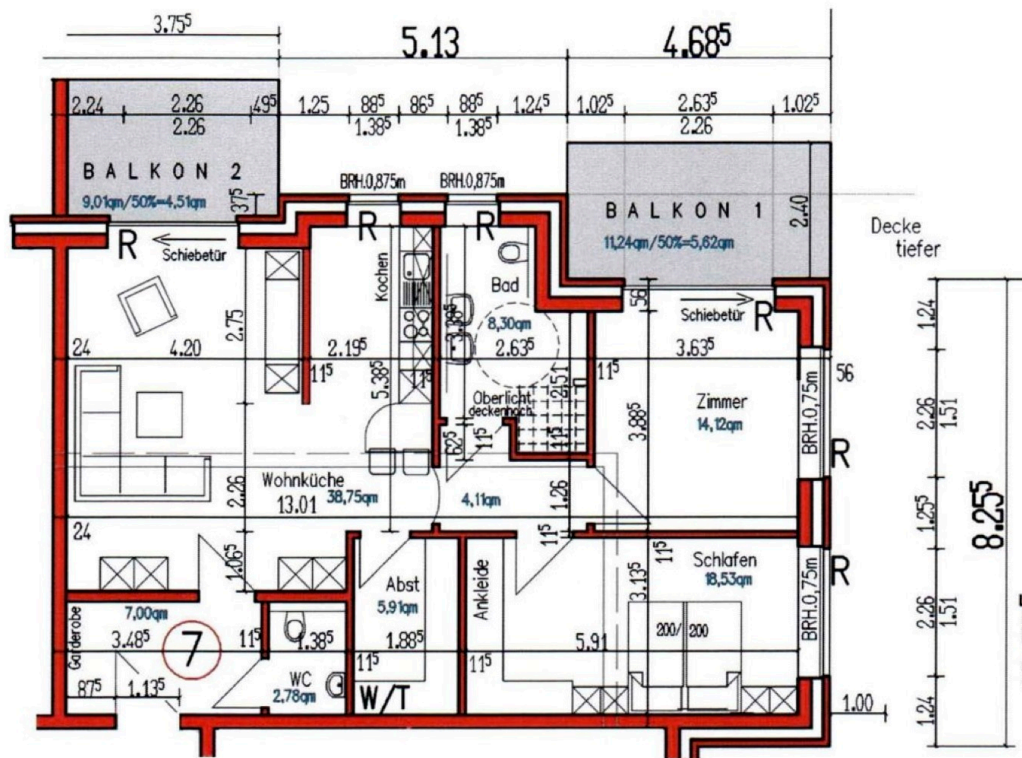 3.75⁵
5.13
4.68⁵
2.24 2.26 49⁵ 1.25 88⁵ 86⁵ 88⁵ 1.24⁵ 1.02⁵ 2.63⁵ 1.02⁵
2.26 1.38⁵ 1.38⁵ 2.26
BALKON 2
9,01qm/50%=4,51qm
37⁵
BRH.0,875m BRH.0,875m
BALKON 1
11,24qm/50%=5,62qm
2.40
Decke
tiefer
R
Schiebetür
R
R
Kochen
Bad
8,30qm
56
Schiebetür
R
1.24
2.75
24 4.20 2.19⁵ 2.63⁵ 3.63⁵ 56
11⁵ 5.38⁵ 11⁵ 2.51 11⁵
Oberlicht
deckenhoch
62⁵ 11⁵ 11⁵
3.88⁵
Zimmer
14,12qm
BRH.0,75m
R
2.26
1.51
Wohnküche
38,75qm
13.01
2.26
24
4,11qm
1.26
11⁵
11⁵
1.25⁵
8.25⁵
1.06⁵
Abst
5,91qm
Ankleide
3.13⁵
Schlafen
18,53qm
BRH.0,75m
R
2.26
1.51
7,00qm
Garderobe
3.48⁵
7
11⁵
1.38⁵
1.88⁵
11⁵
11⁵
5.91
200/ 200
87⁵ 1.13⁵
WC
2,78qm
W/T
1.00
1.24